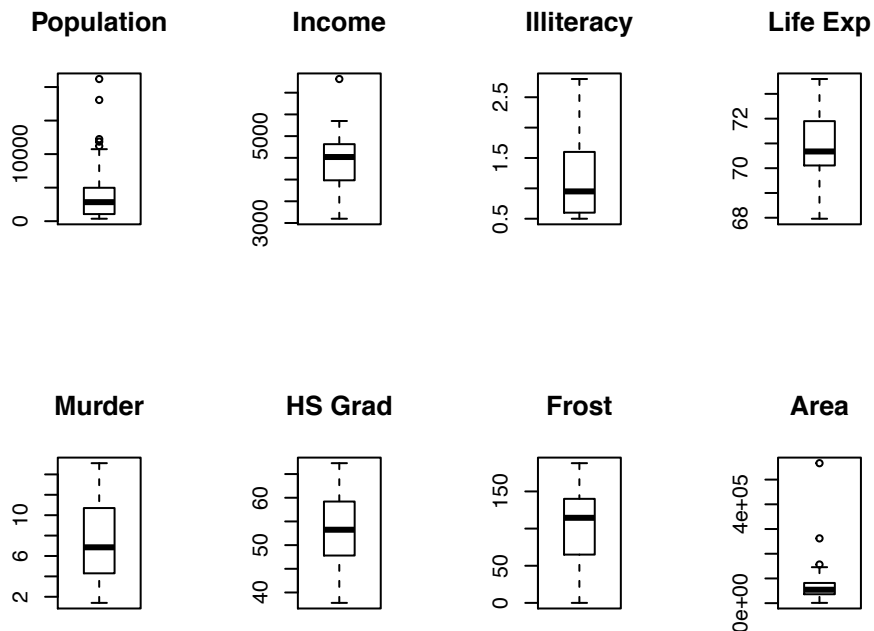 Population
0
10000
Income
3000
5000
Illiteracy
0.5
1.5
2.5
Life Exp
68
70
72
Murder
2
6
10
HS Grad
40
50
60
Frost
0
50
150
Area
0e+00
4e+05